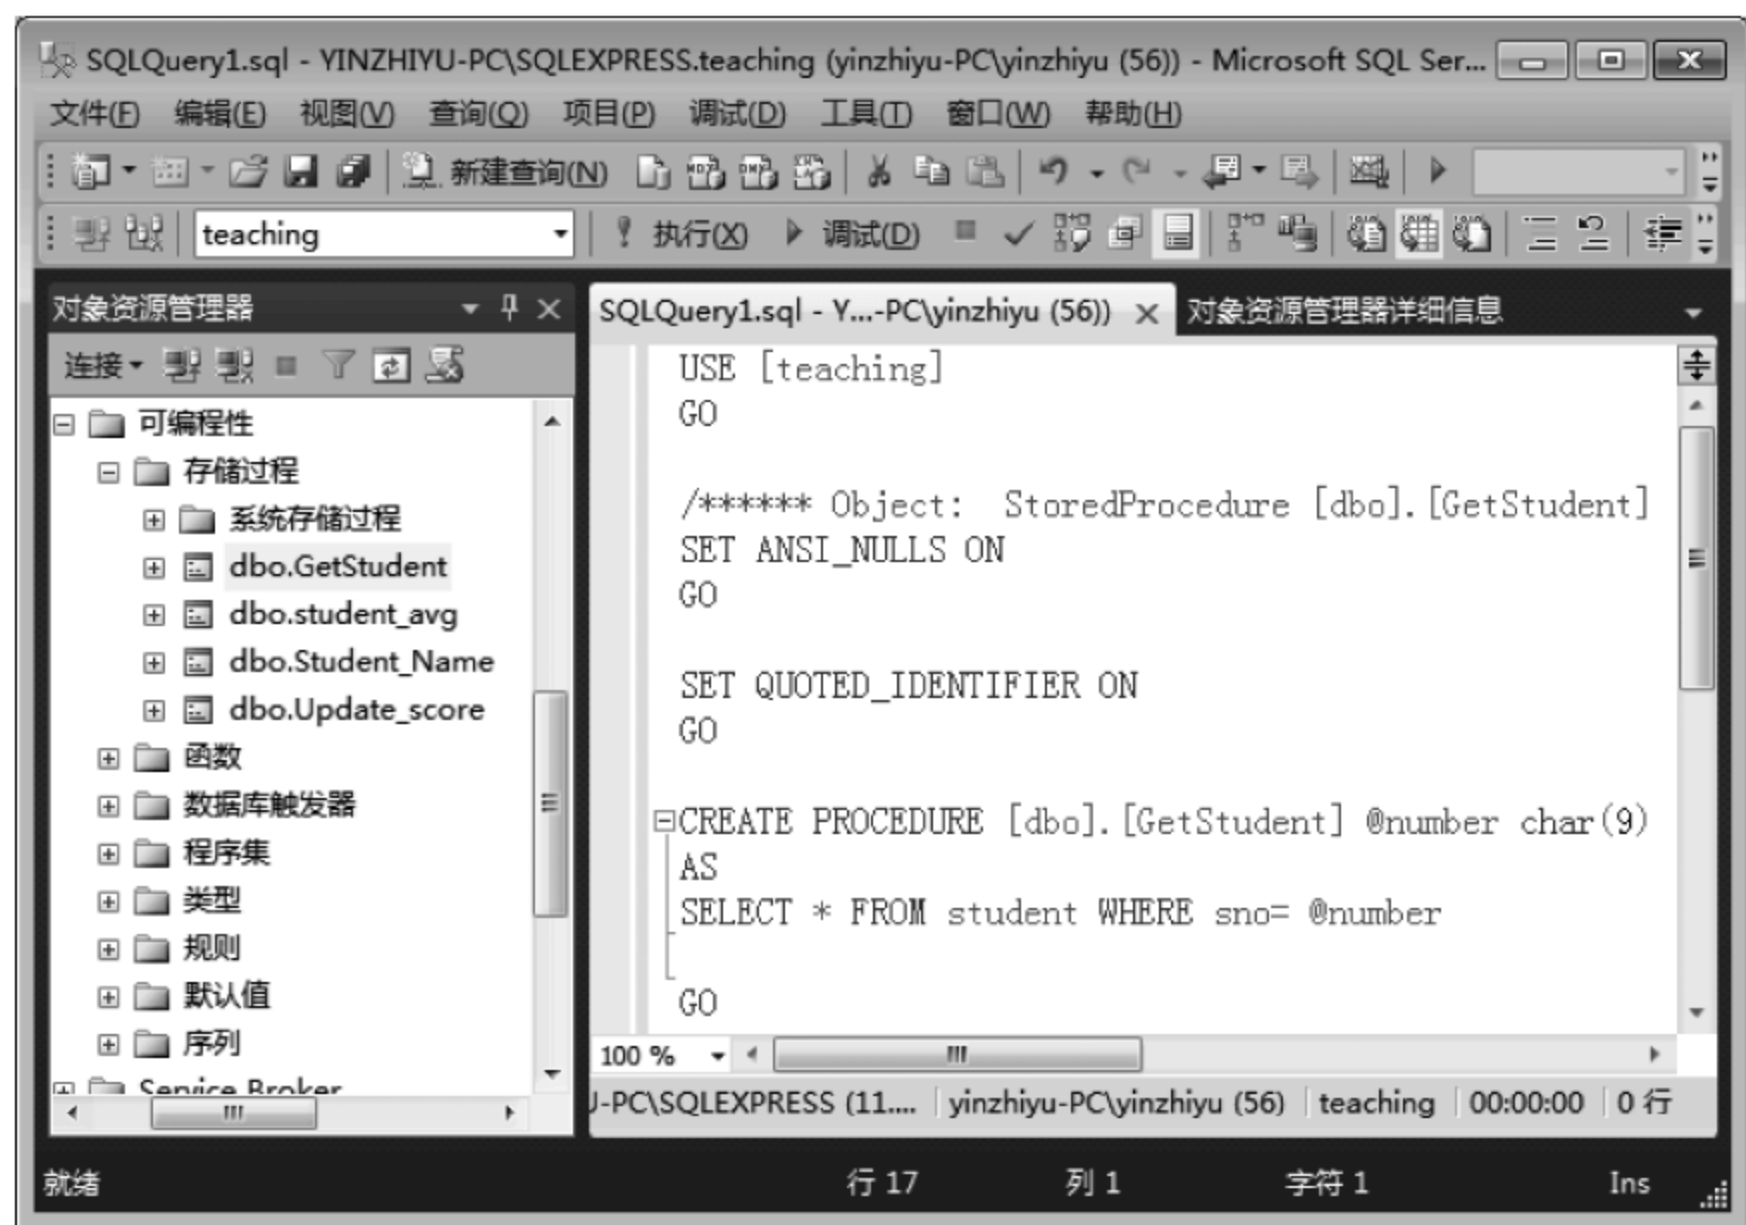 SQLQuery1.sql - YINZHIYU-PC\SQLEXPRESS.teaching (yinzhiyu-PC\yinzhiyu (56)) - Microsoft SQL Ser...
文件(F) 编辑(E) 视图(V) 查询(Q) 项目(P) 调试(D) 工具(T) 窗口(W) 帮助(H)
新建查询(N)
teaching 执行(X) 调试(D)
对象资源管理器
连接
可编程性
存储过程
系统存储过程
dbo.GetStudent
dbo.student_avg
dbo.Student_Name
dbo.Update_score
函数
数据库触发器
程序集
类型
规则
默认值
序列
Service Broker
SQLQuery1.sql - Y...-PC\yinzhiyu (56)) 对象资源管理器详细信息
USE [teaching]
GO
/****** Object:  StoredProcedure [dbo].[GetStudent]
SET ANSI_NULLS ON
GO
SET QUOTED_IDENTIFIER ON
GO
CREATE PROCEDURE [dbo].[GetStudent] @number char(9)
AS
SELECT * FROM student WHERE sno= @number
GO
100 %
J-PC\SQLEXPRESS (11.... yinzhiyu-PC\yinzhiyu (56) teaching 00:00:00 0 行
就绪 行 17 列 1 字符 1 Ins